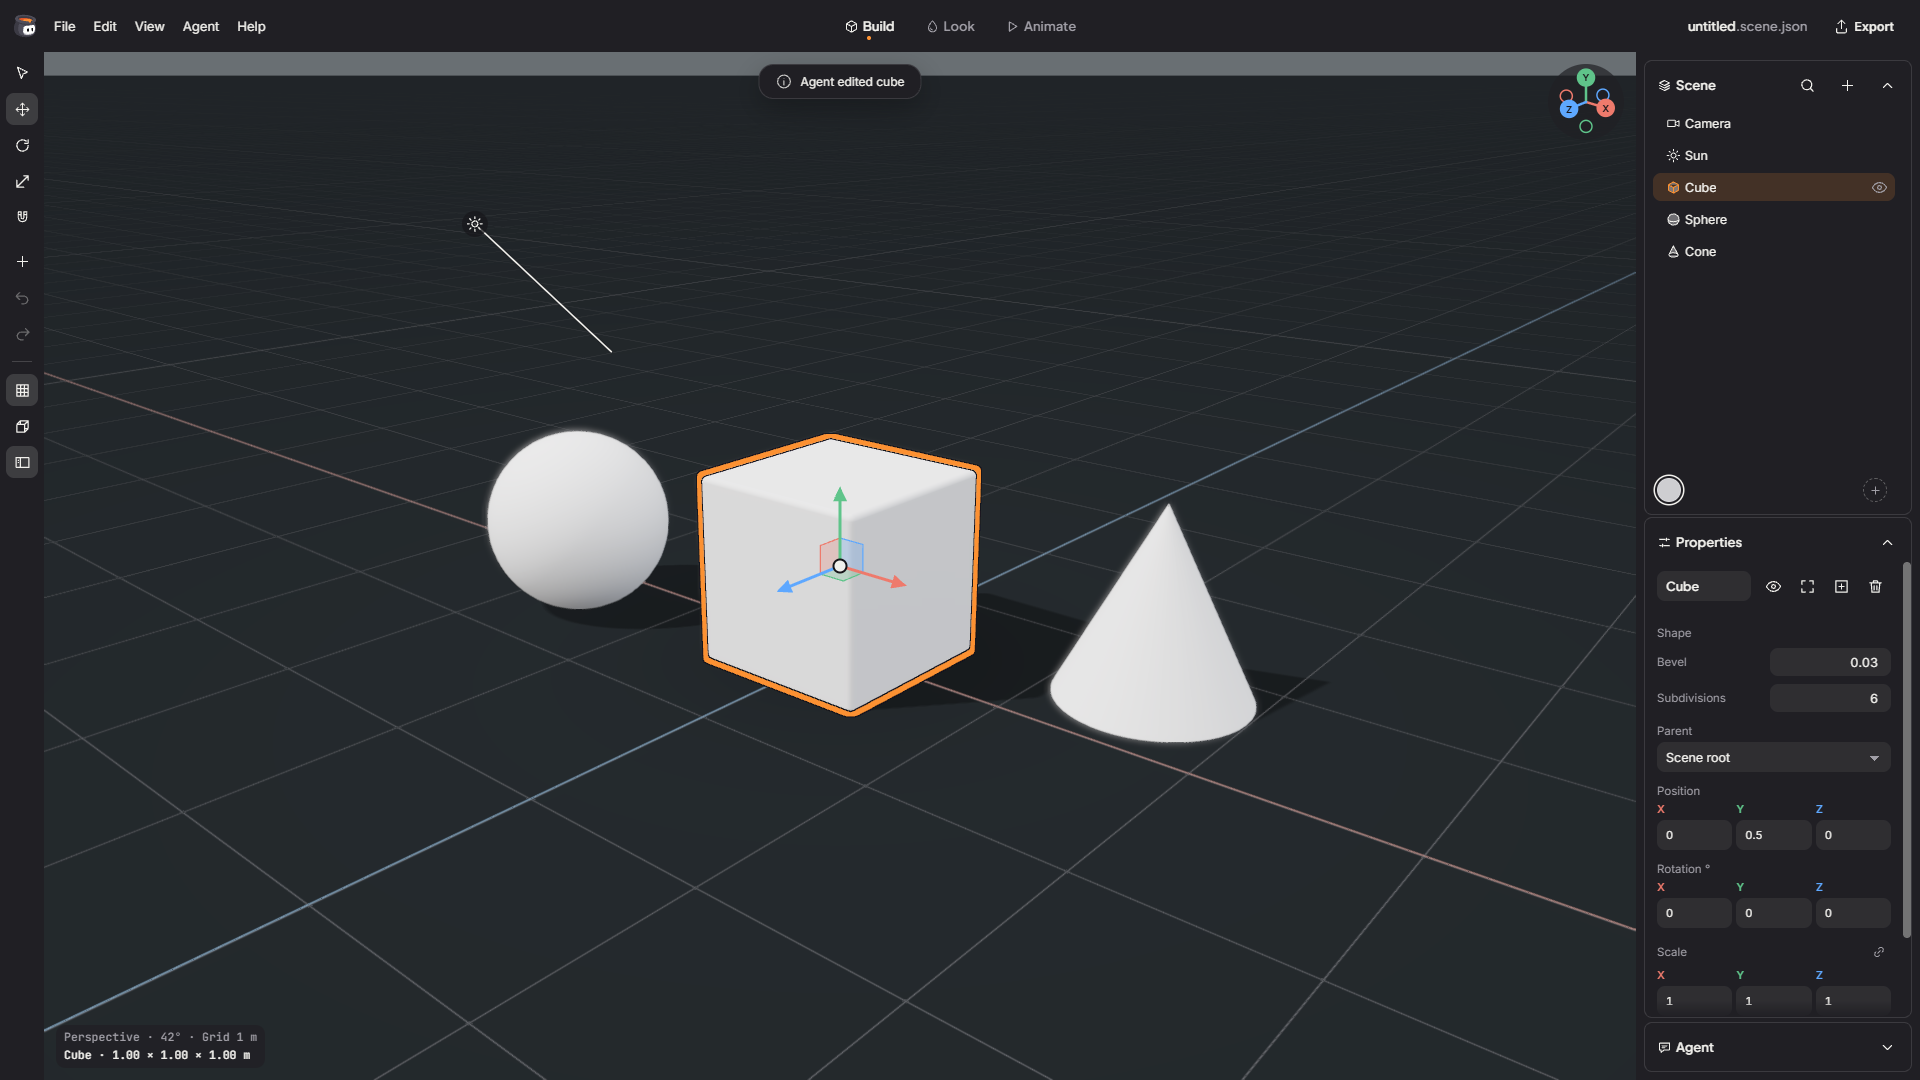 File Edit View Agent Help
Build Look Animate
untitled.scene.json Export
Agent edited cube
Y
Z X
Scene
Camera
Sun
Cube
Sphere
Cone
Properties
Cube
Shape
Bevel 0.03
Subdivisions 6
Parent
Scene root
Position
X Y Z
0 0.5 0
Rotation °
X Y Z
0 0 0
Scale
X Y Z
1 1 1
Agent
Perspective · 42° · Grid 1 m
Cube · 1.00 × 1.00 × 1.00 m